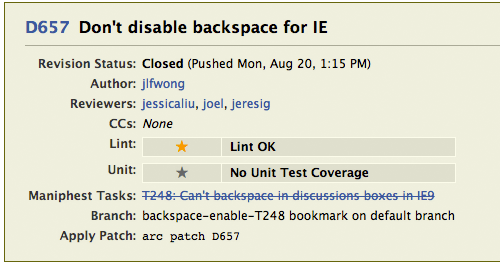 D657 Don't disable backspace for IE
Revision Status: Closed (Pushed Mon, Aug 20, 1:15 PM)
Author: jlfwong
Reviewers: jessicaliu, joel, jeresig
CCs: None
Lint: ★ Lint OK
Unit: ★ No Unit Test Coverage
Maniphest Tasks: T248: Can't backspace in discussions boxes in IE9
Branch: backspace-enable-T248 bookmark on default branch
Apply Patch: arc patch D657